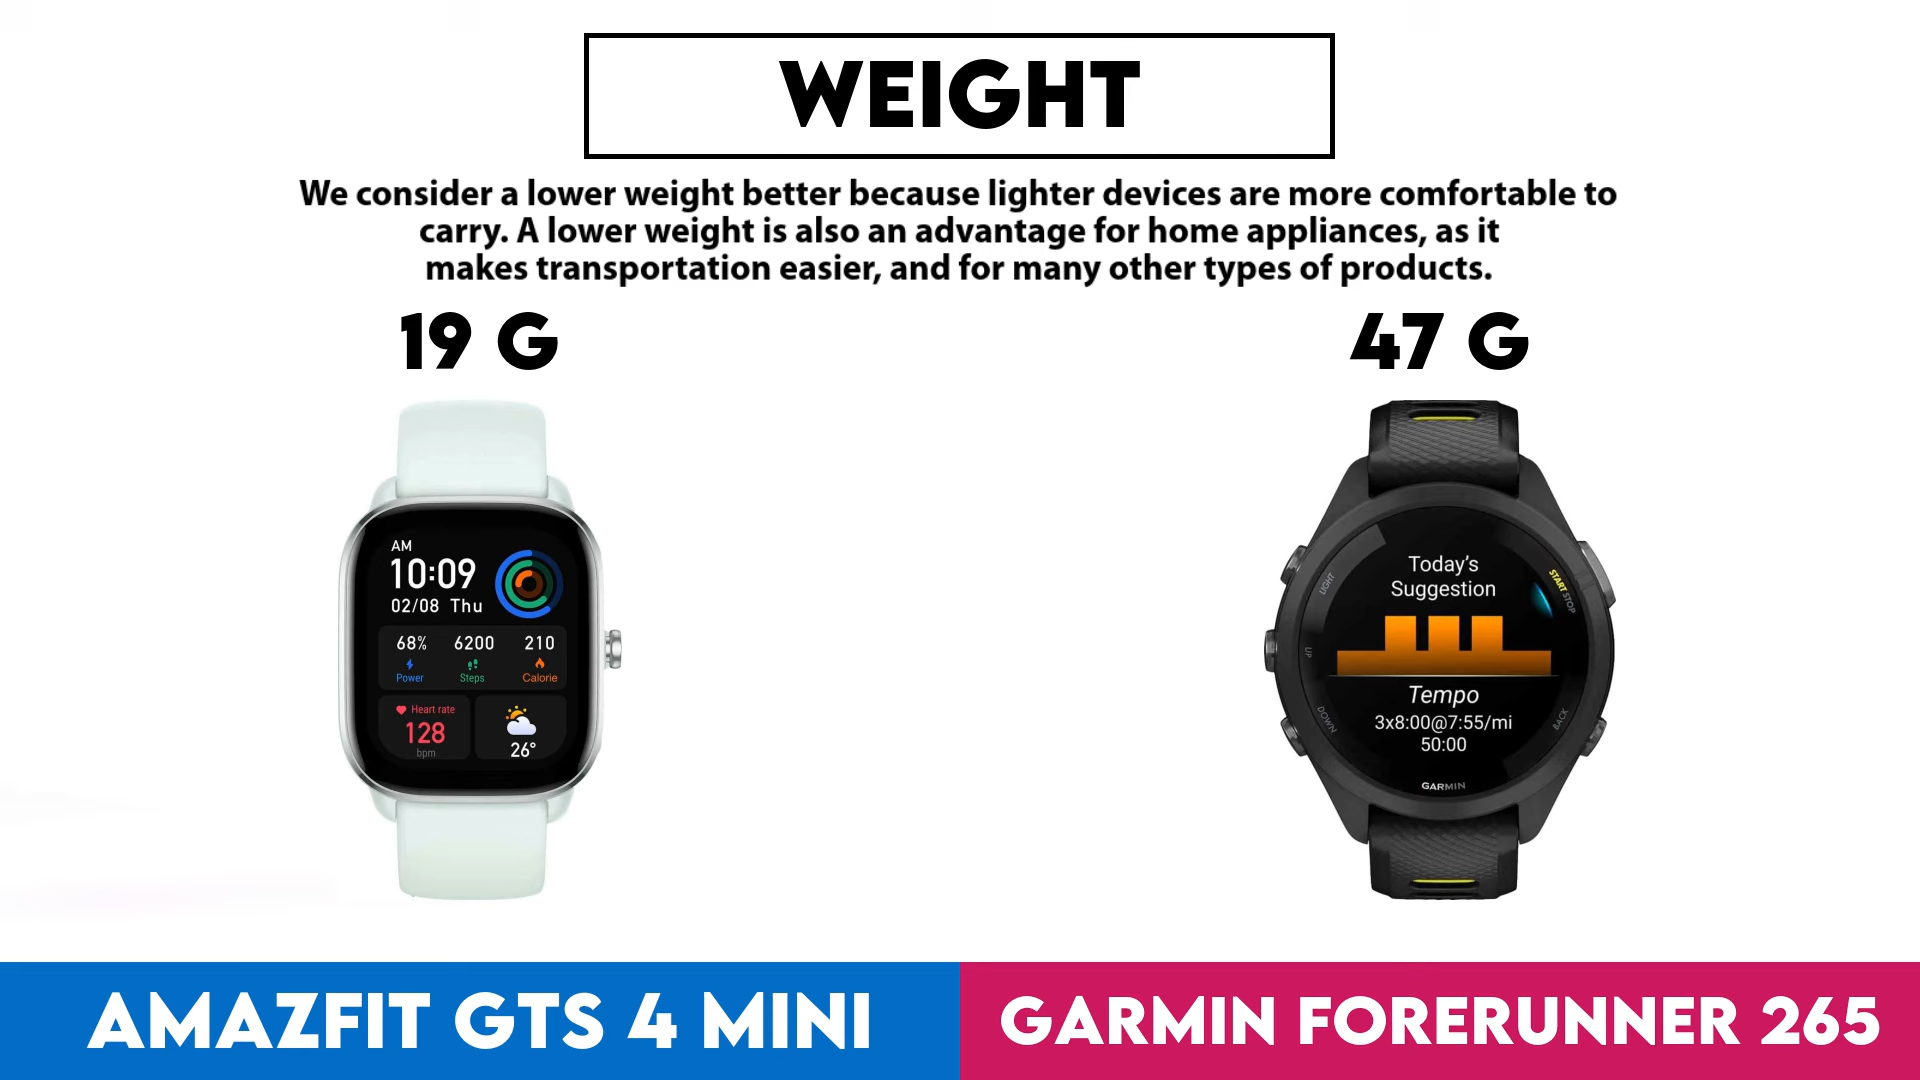 WEIGHT
We consider a lower weight better because lighter devices are more comfortable to
carry. A lower weight is also an advantage for home appliances, as it
makes transportation easier, and for many other types of products.
19 G
47 G
AM
10:09
02/08 Thu
68% 6200 210
Power Steps Calorie
Heart rate
128
bpm
26°
Today's
Suggestion
LIGHT
START STOP
UP
Tempo
3x8:00@7:55/mi
50:00
DOWN
BACK
GARMIN
AMAZFIT GTS 4 MINI
GARMIN FORERUNNER 265